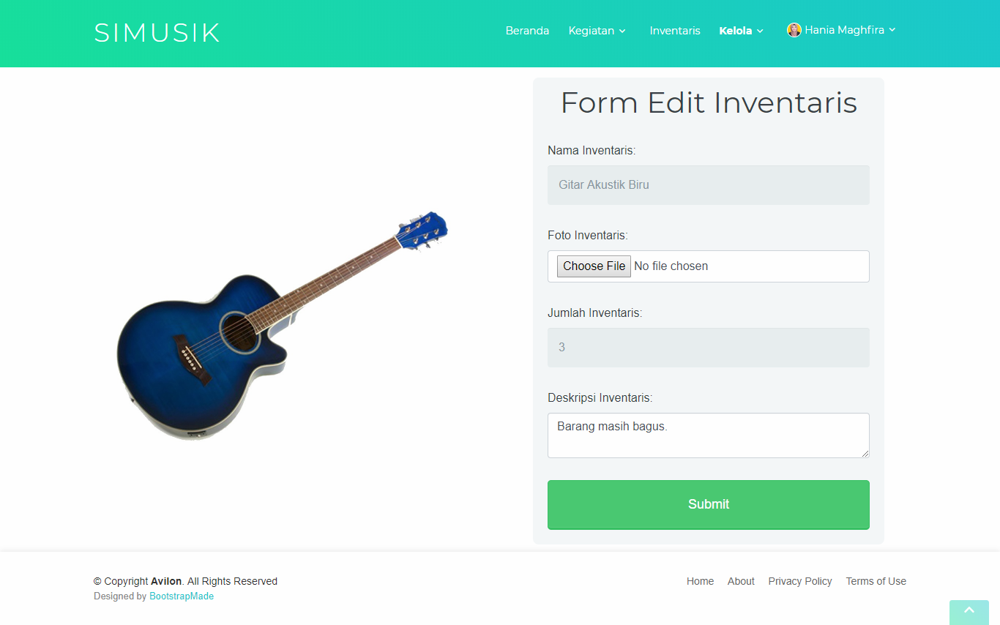 SIMUSIK
Beranda Kegiatan Inventaris Kelola Hania Maghfira
Form Edit Inventaris
Nama Inventaris:
Gitar Akustik Biru
Foto Inventaris:
Choose File No file chosen
Jumlah Inventaris:
3
Deskripsi Inventaris:
Barang masih bagus.
Submit
© Copyright Avilon. All Rights Reserved
Designed by BootstrapMade
Home About Privacy Policy Terms of Use